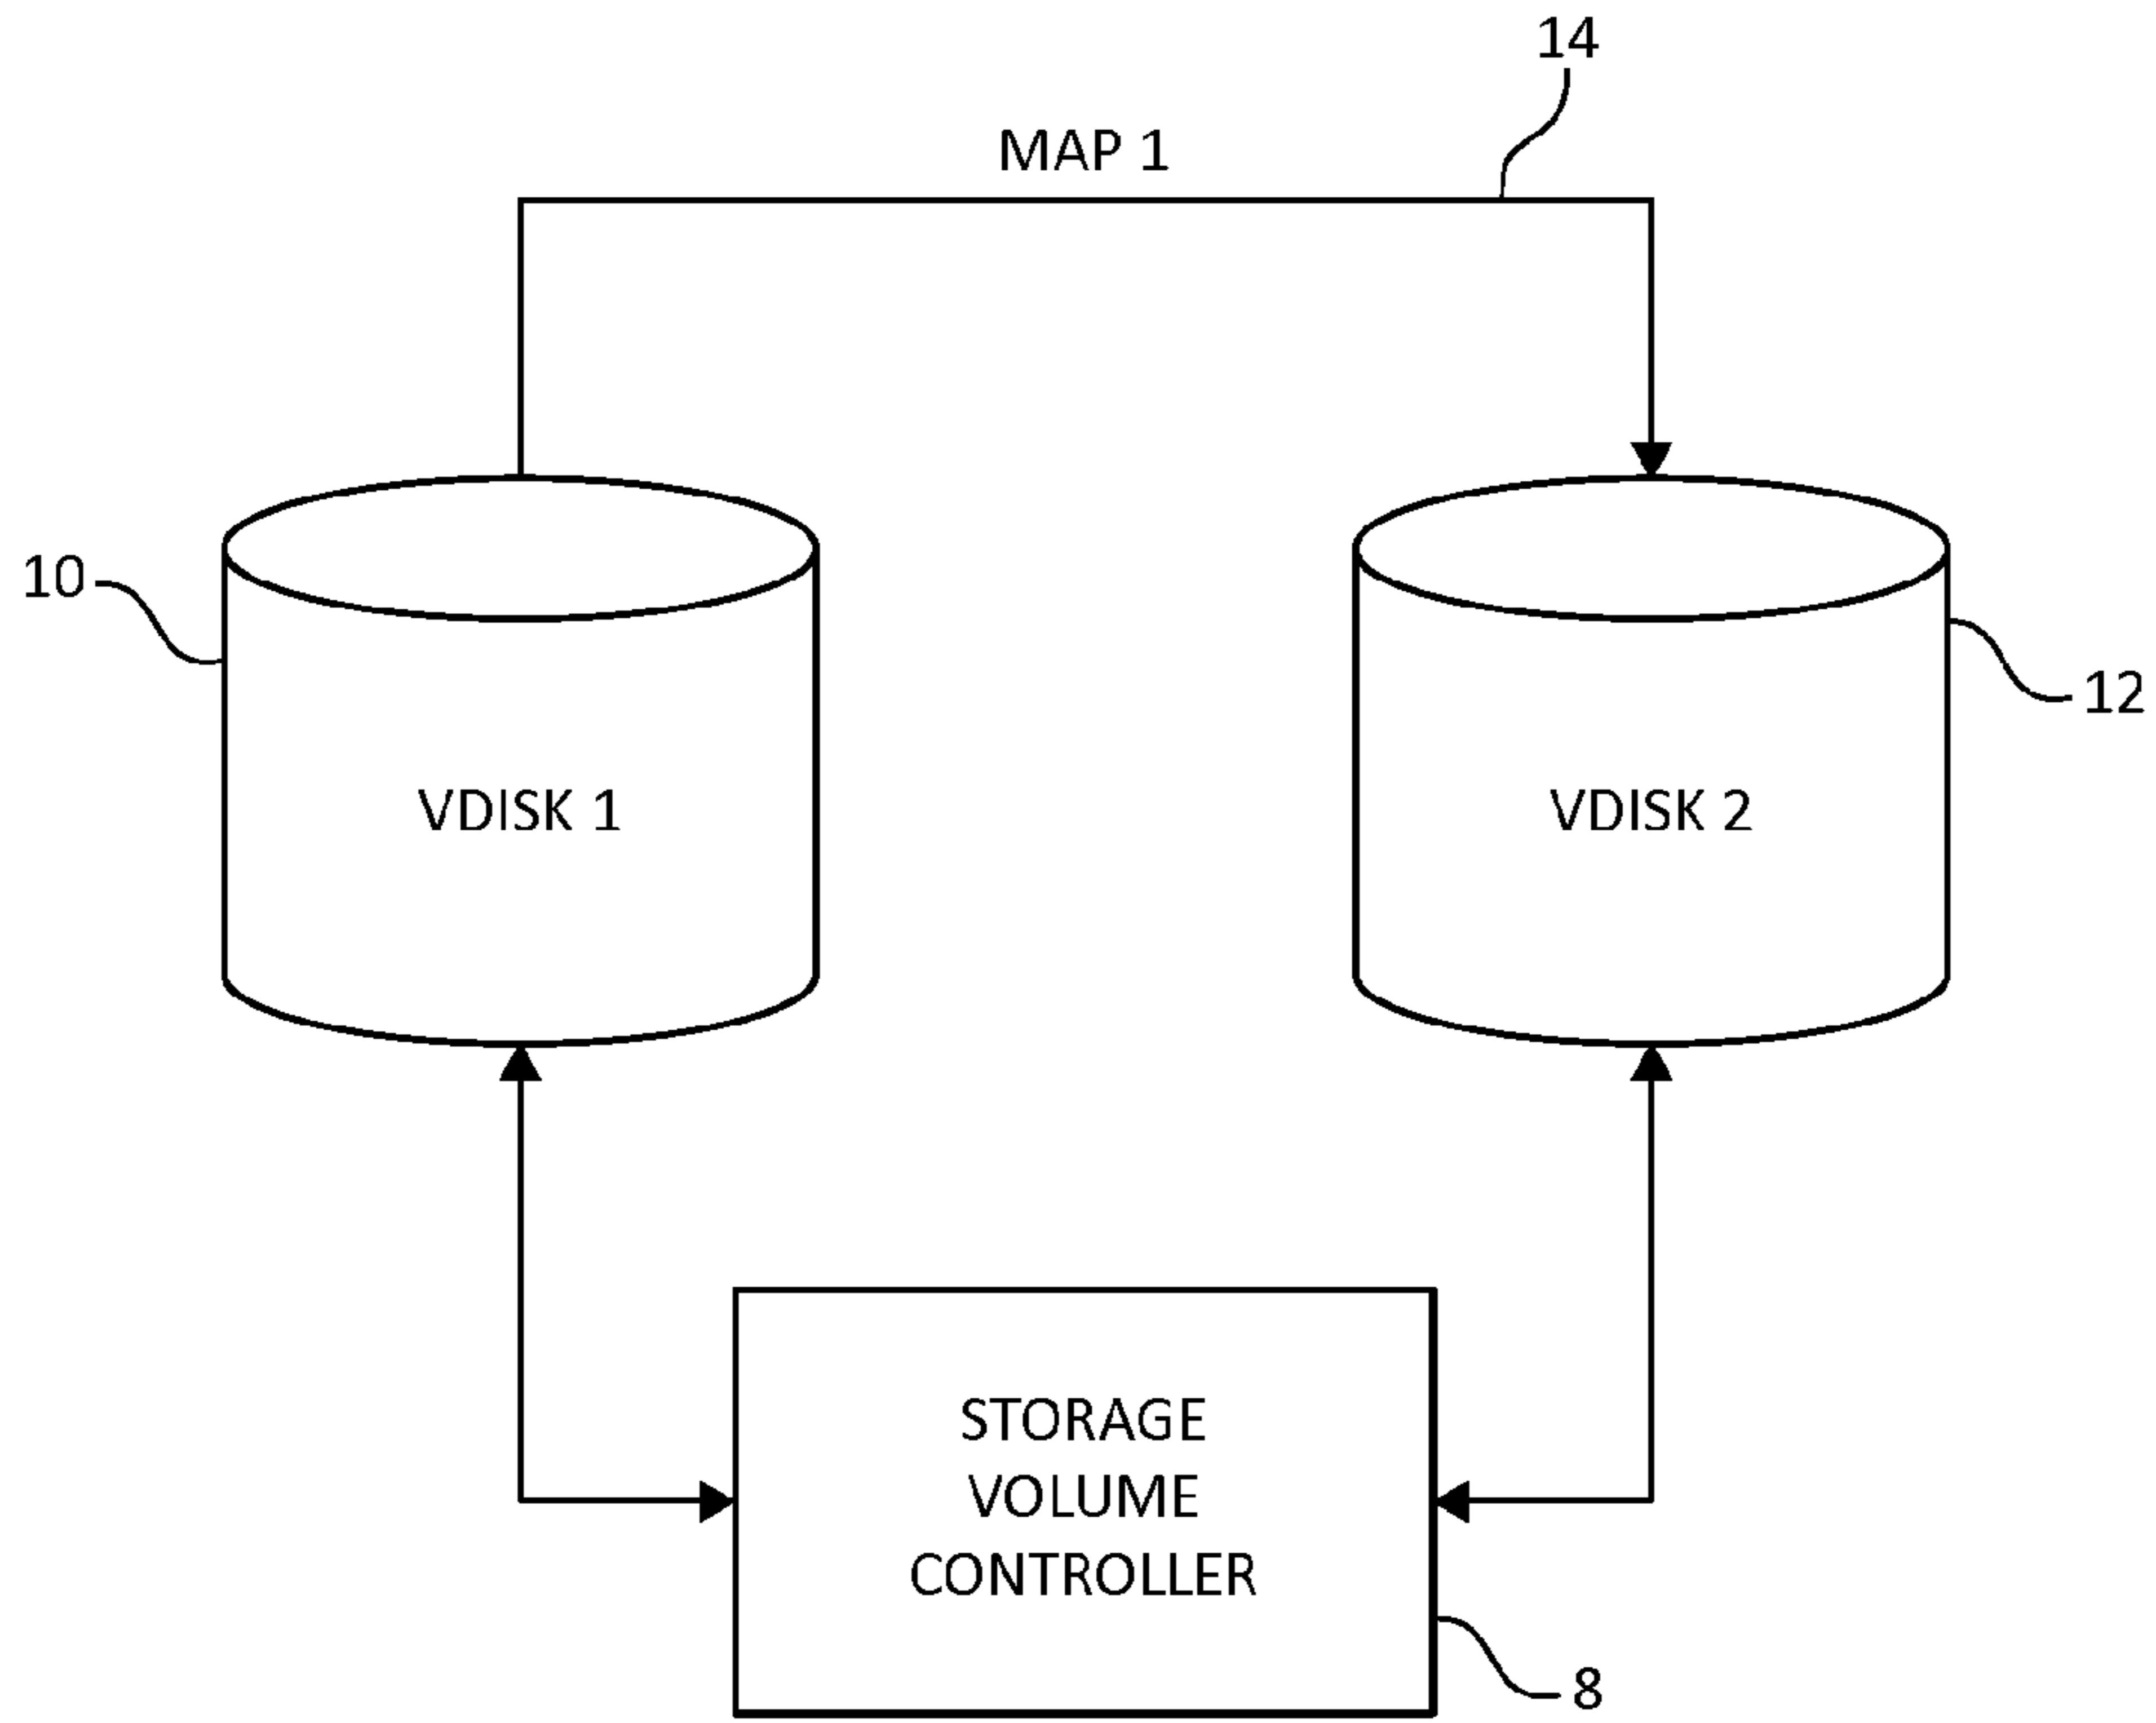 14
MAP 1
10
12
VDISK 1
VDISK 2
STORAGE
VOLUME
CONTROLLER
8